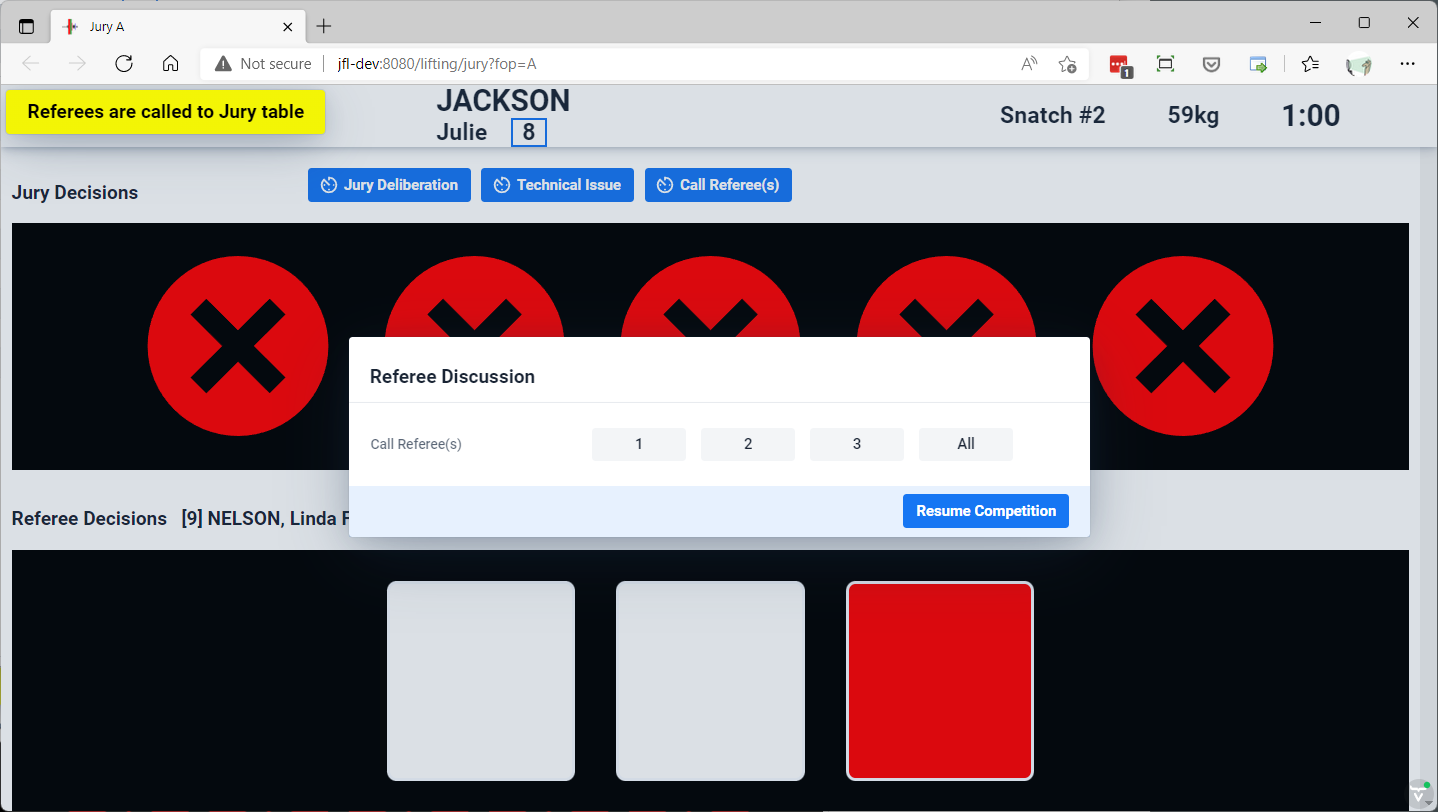 Jury A
Not secure
jfl-dev:8080/lifting/jury?fop=A
1
Referees are called to Jury table
JACKSON
Julie 8
Snatch #2 59kg 1:00
Jury Decisions
Jury Deliberation
Technical Issue
Call Referee(s)
Referee Discussion
Call Referee(s) 1 2 3 All
Resume Competition
Referee Decisions [9] NELSON, Linda